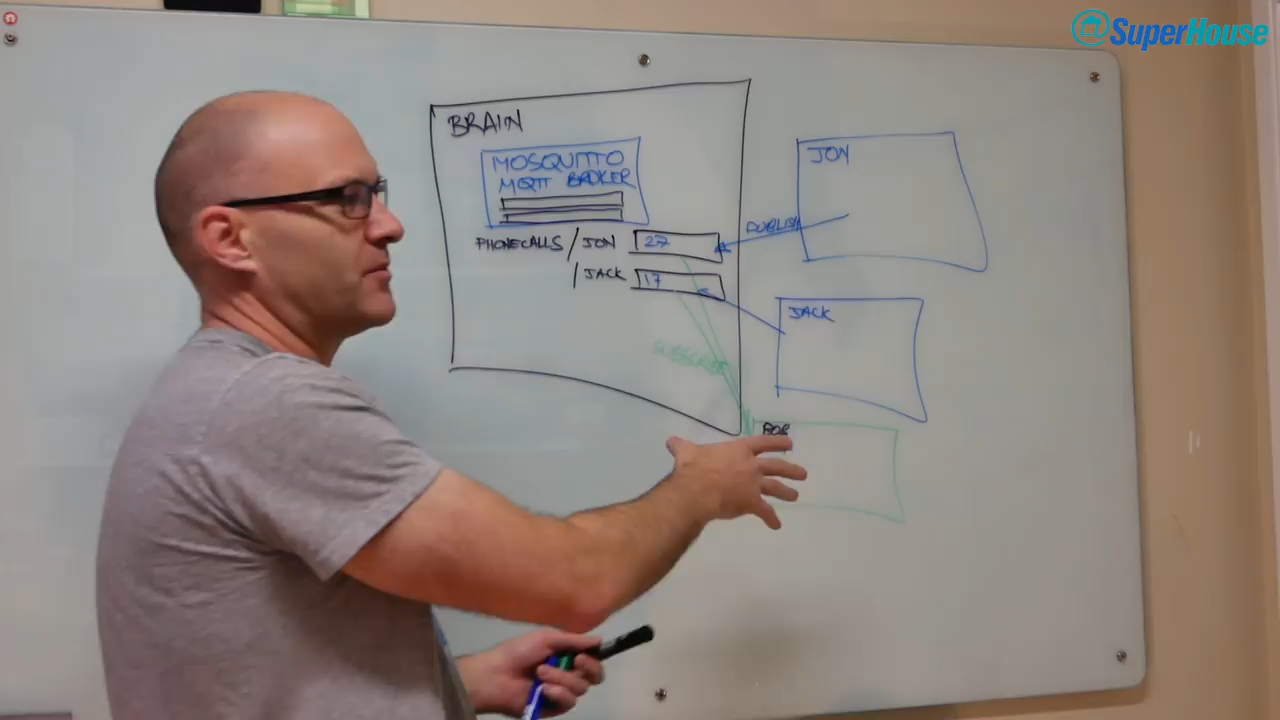 @SuperHouse
BRAIN
MOSQUITTO
MQTT BROKER
PHONECALLS / JON 27
/ JACK 17
PUBLISH
SUBSCRIBE
JON
JACK
BOB